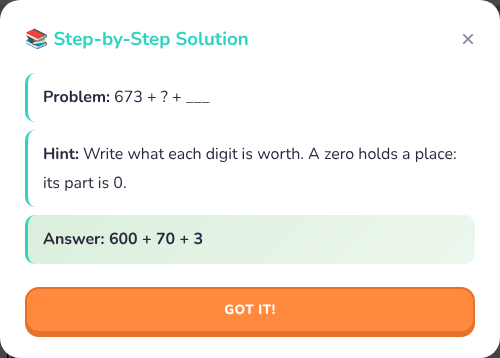 📚 Step-by-Step Solution ×
Problem: 673 + ? + ___
Hint: Write what each digit is worth. A zero holds a place:
its part is 0.
Answer: 600 + 70 + 3
GOT IT!